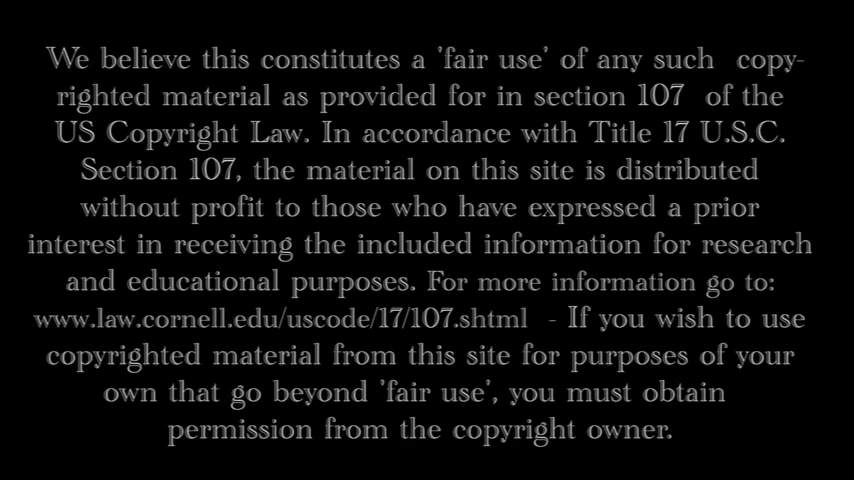 We believe this constitutes a 'fair use' of any such copy-
righted material as provided for in section 107 of the
US Copyright Law. In accordance with Title 17 U.S.C.
Section 107, the material on this site is distributed
without profit to those who have expressed a prior
interest in receiving the included information for research
and educational purposes. For more information go to:
www.law.cornell.edu/uscode/17/107.shtml - If you wish to use
copyrighted material from this site for purposes of your
own that go beyond 'fair use', you must obtain
permission from the copyright owner.